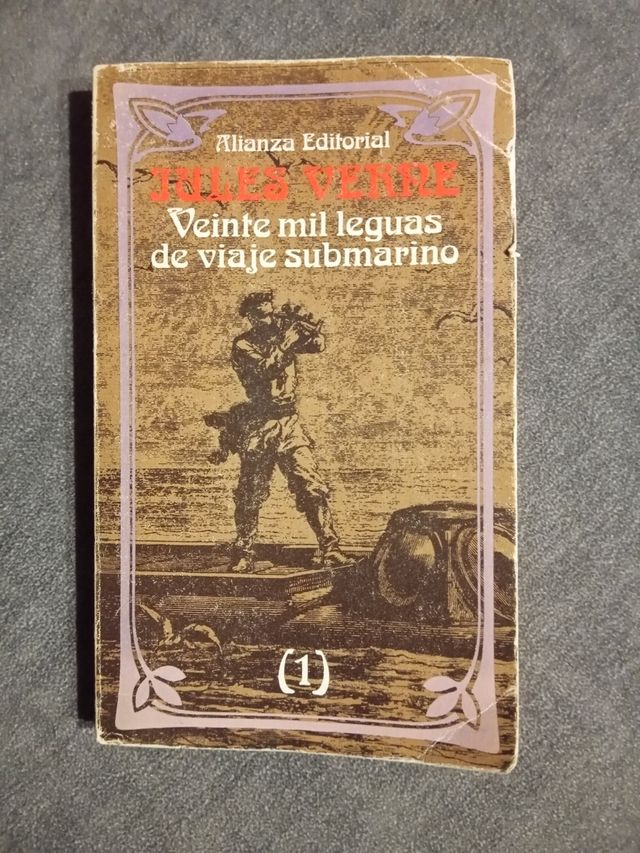 Alianza Editorial
JULES VERNE
Veinte mil leguas
de viaje submarino
(1)